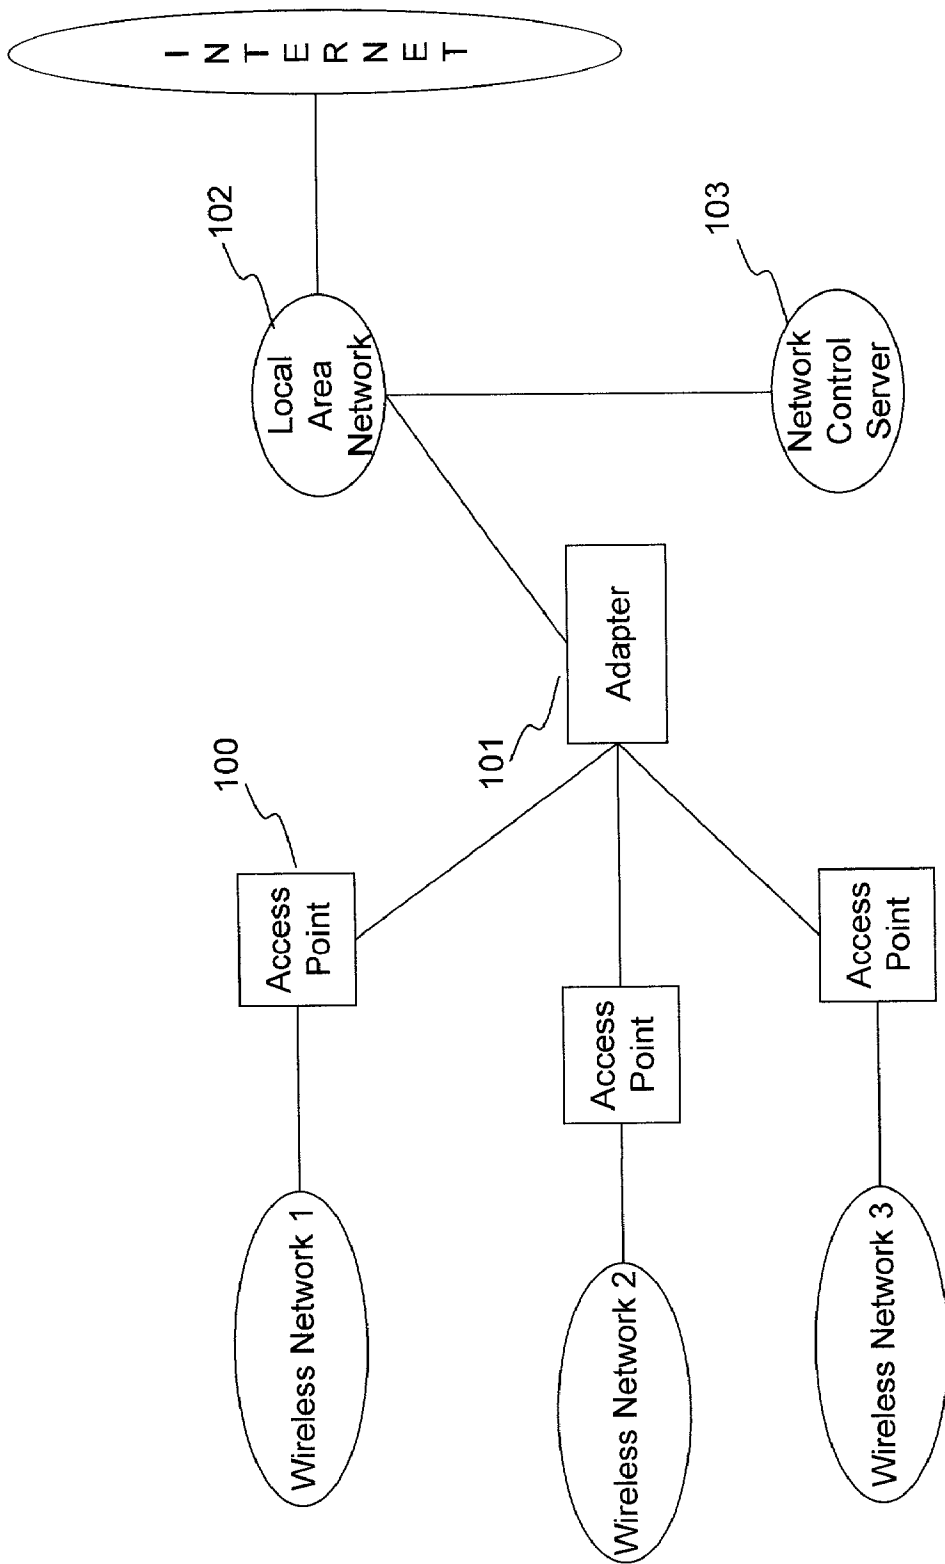 Wireless Network 1
Access
Point
100
Wireless Network 2
Access
Point
Wireless Network 3
Access
Point
101
Adapter
102
Local
Area
Network
103
Network
Control
Server
INTERNET